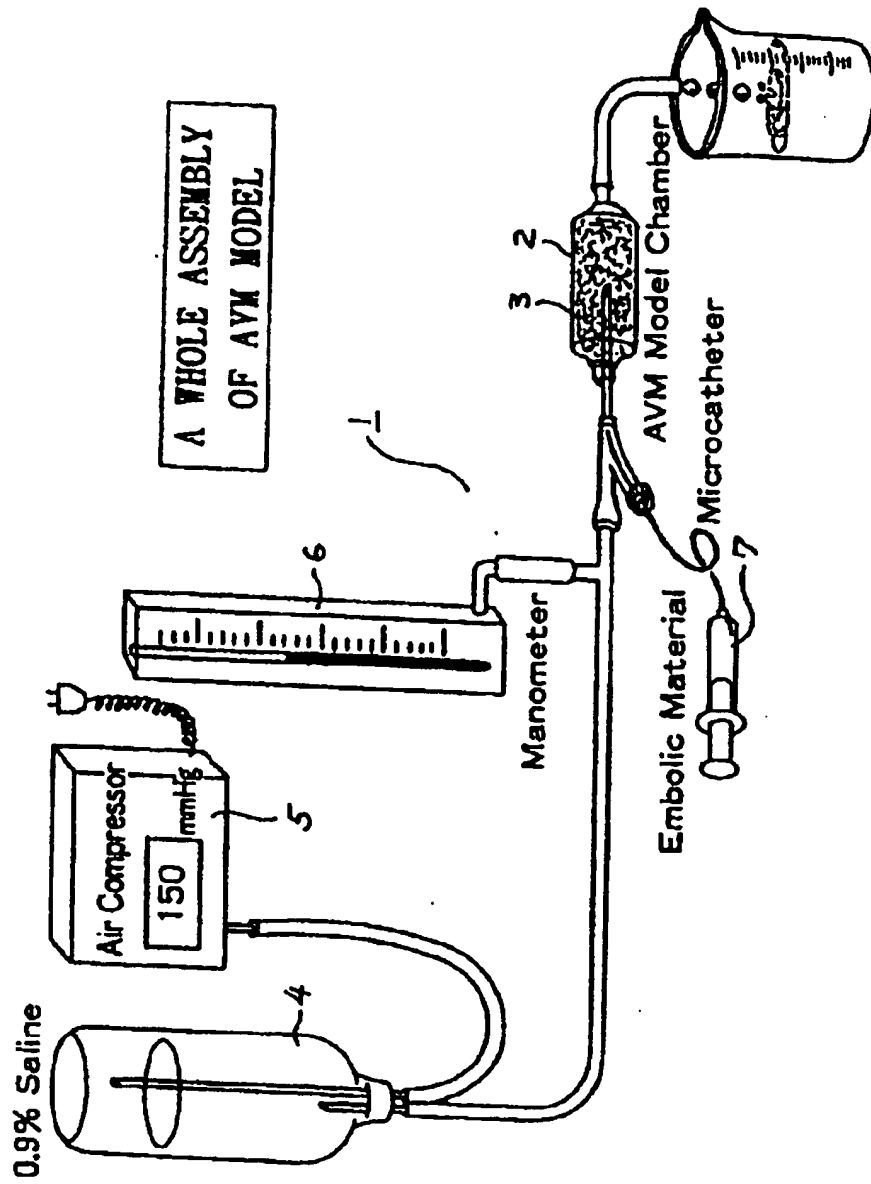 A WHOLE ASSEMBLY
OF AVM MODEL
0.9% Saline
Air Compressor
150
mmHg
4
5
6
1
Manometer
3
2
AVM Model Chamber
Microcatheter
Embolic Material
7